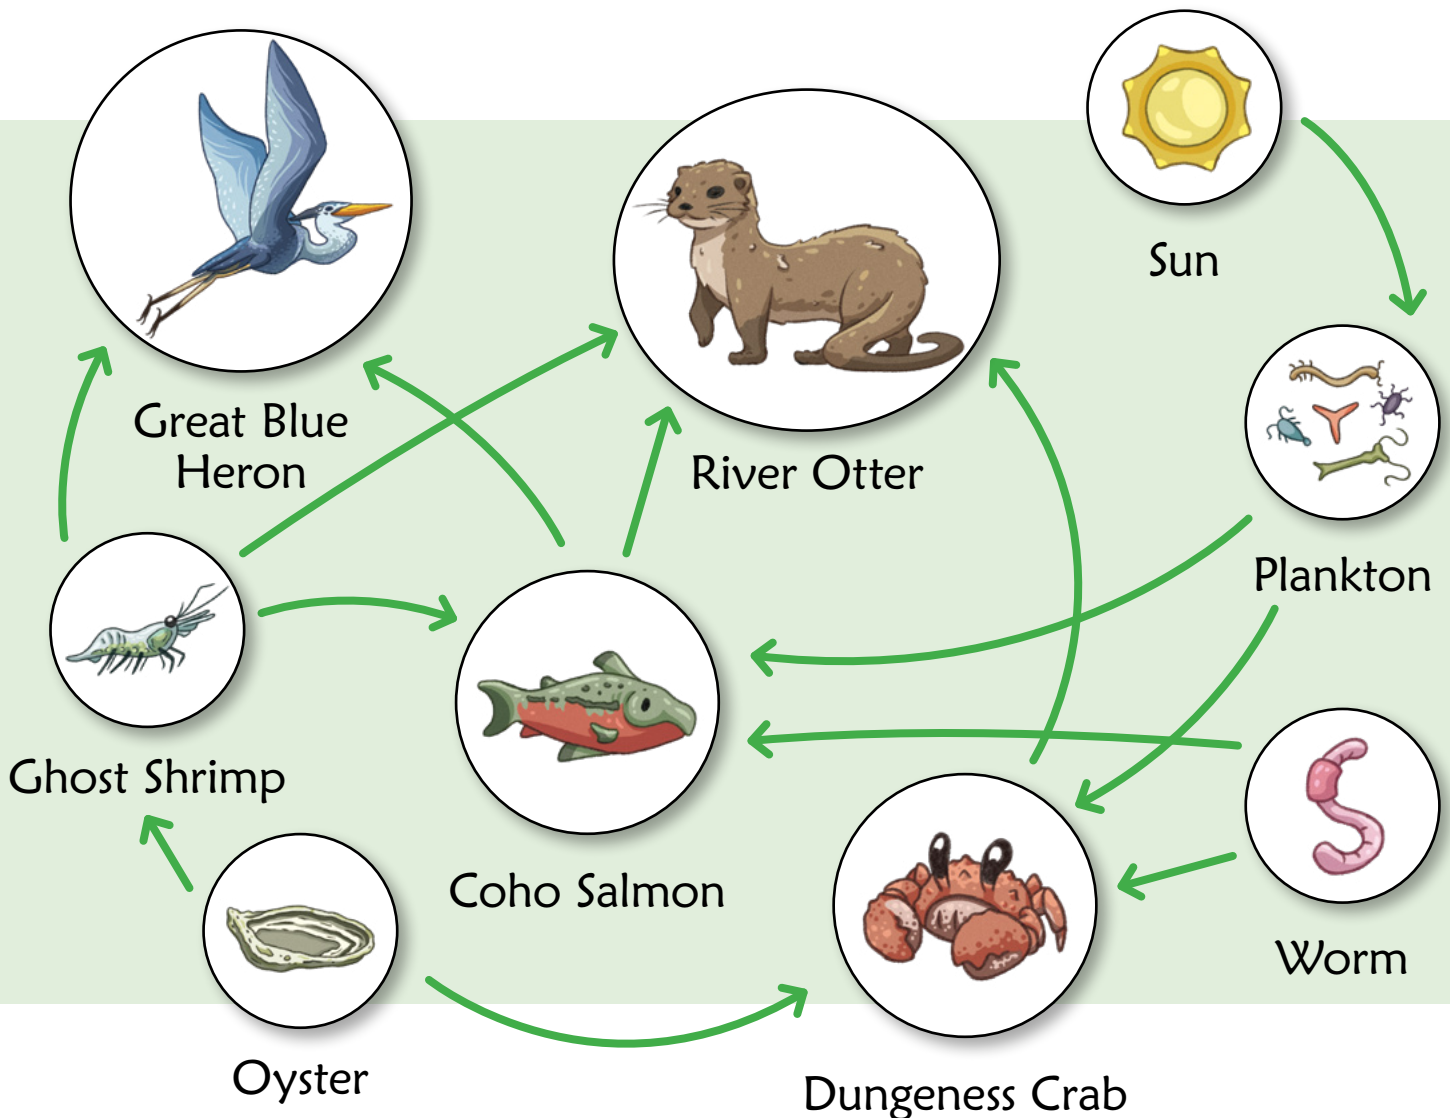 Sun
Great Blue
Heron
River Otter
Plankton
Ghost Shrimp
Coho Salmon
Worm
Oyster
Dungeness Crab